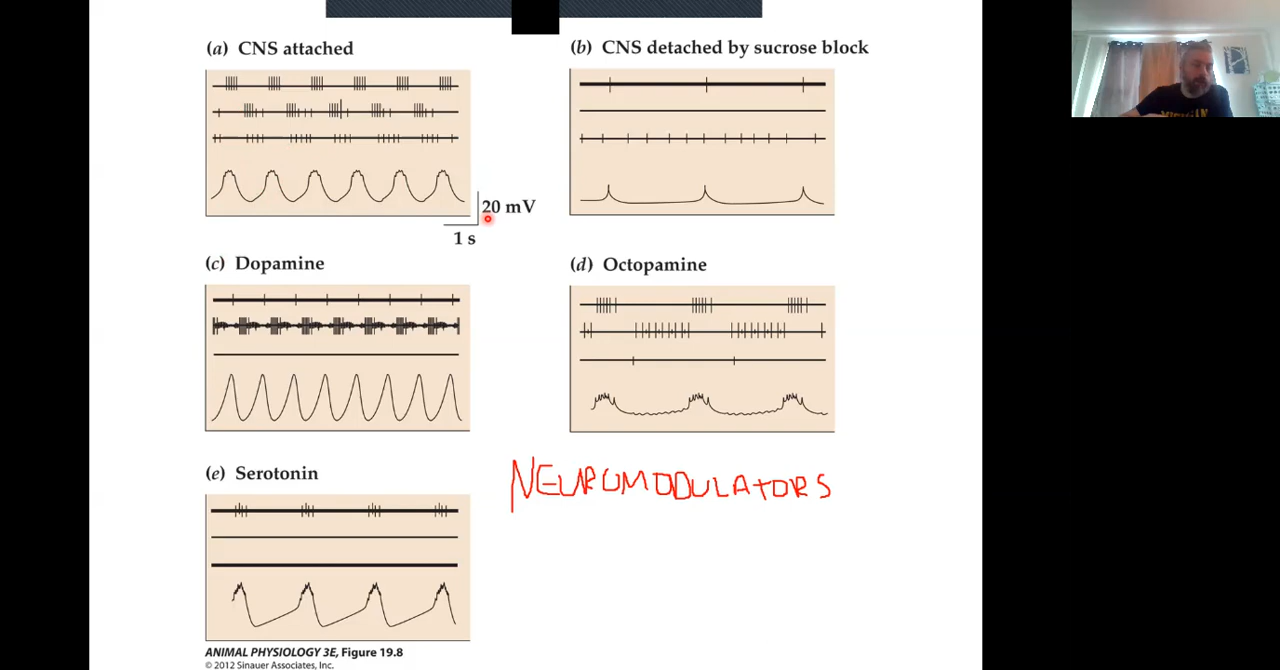 (a) CNS attached
(b) CNS detached by sucrose block
20 mV
1 s
(c) Dopamine
(d) Octopamine
(e) Serotonin
NEUROMODULATORS
ANIMAL PHYSIOLOGY 3E, Figure 19.8
© 2012 Sinauer Associates, Inc.